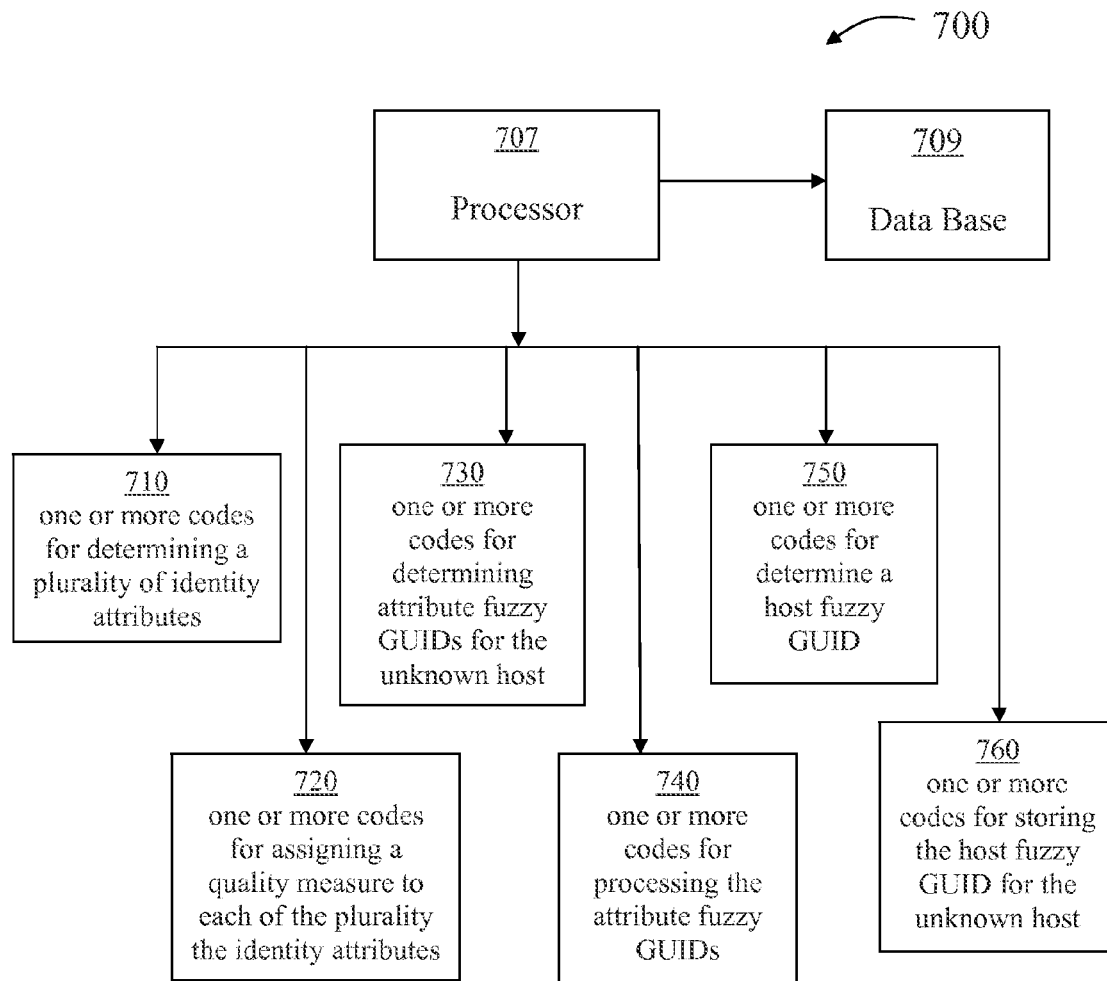 700
707
Processor
709
Data Base
710
one or more codes
for determining a
plurality of identity
attributes
730
one or more
codes for
determining
attribute fuzzy
GUIDs for the
unknown host
750
one or more
codes for
determine a
host fuzzy
GUID
720
one or more codes
for assigning a
quality measure to
each of the plurality
the identity attributes
740
one or more
codes for
processing the
attribute fuzzy
GUIDs
760
one or more
codes for storing
the host fuzzy
GUID for the
unknown host